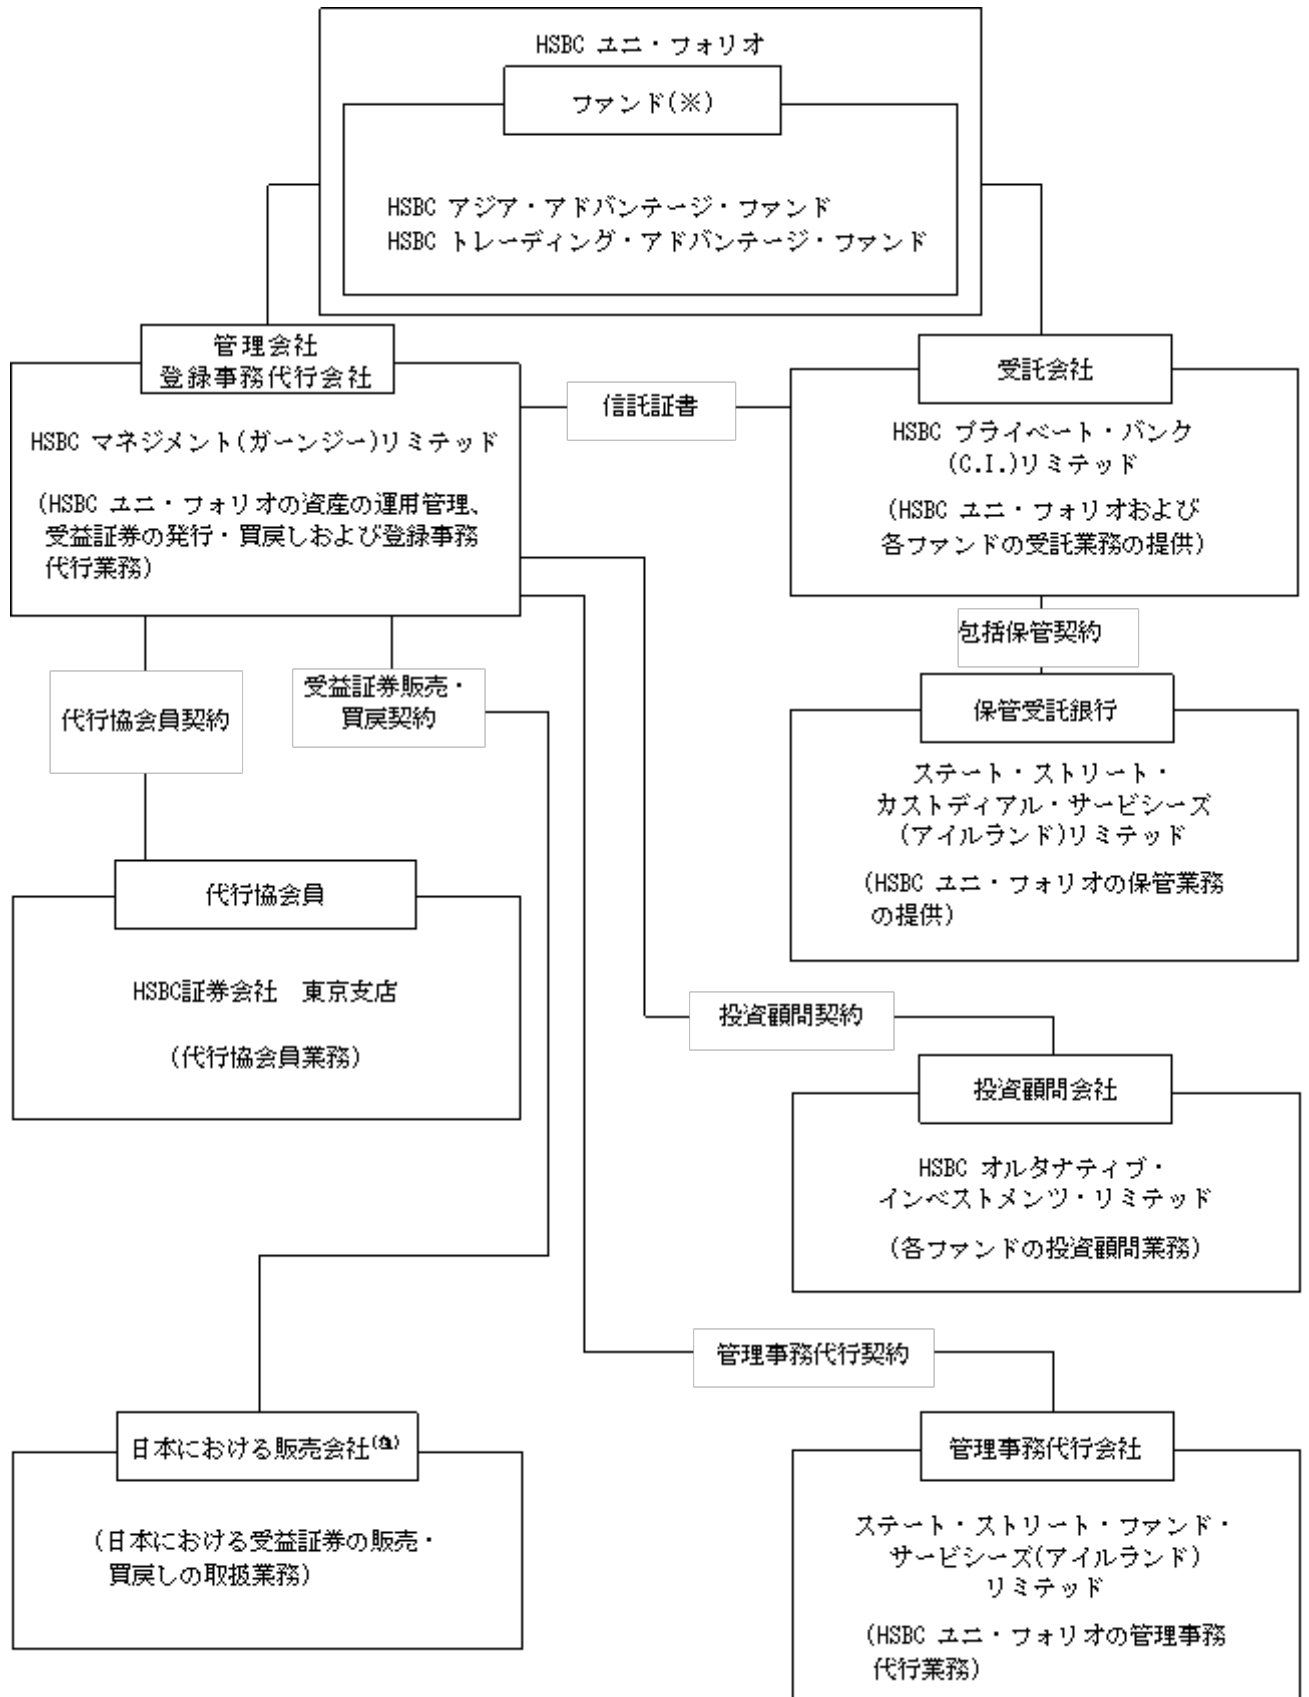 HSBC ユニ・フォリオ
ファンド(※)
HSBC アジア・アドバンテージ・ファンド
HSBC トレーディング・アドバンテージ・ファンド
管理会社
登録事務代行会社
HSBC マネジメント(ガーンジー)リミテッド
(HSBC ユニ・フォリオの資産の運用管理、
受益証券の発行・買戻しおよび登録事務
代行業務)
信託証書
受託会社
HSBC プライベート・バンク
(C.I.)リミテッド
(HSBC ユニ・フォリオおよび
各ファンドの受託業務の提供)
包括保管契約
代行協会員契約
受益証券販売・
買戻契約
保管受託銀行
ステート・ストリート・
カストディアル・サービシーズ
(アイルランド)リミテッド
(HSBC ユニ・フォリオの保管業務
の提供)
代行協会員
HSBC証券会社 東京支店
(代行協会員業務)
投資顧問契約
投資顧問会社
HSBC オルタナティブ・
インベストメンツ・リミテッド
(各ファンドの投資顧問業務)
管理事務代行契約
日本における販売会社
(日本における受益証券の販売・
買戻しの取扱業務)
管理事務代行会社
ステート・ストリート・ファンド・
サービシーズ(アイルランド)
リミテッド
(HSBC ユニ・フォリオの管理事務
代行業務)